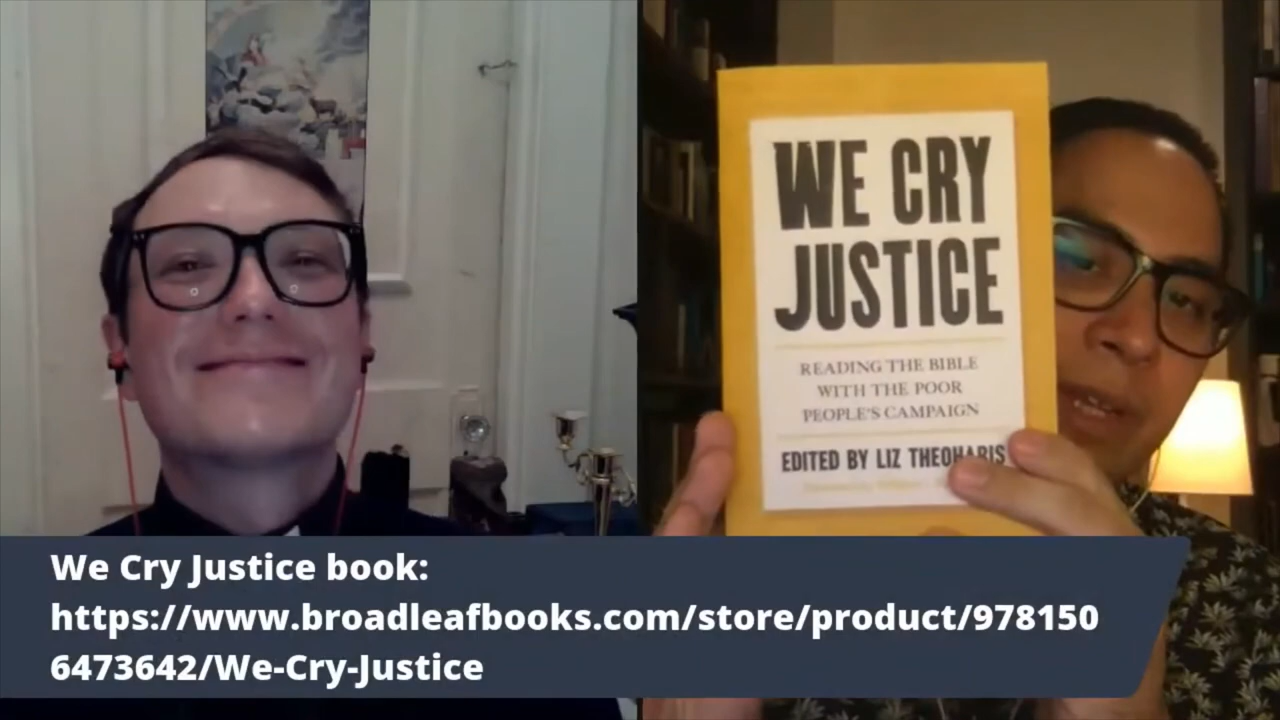 WE CRY
JUSTICE
READING THE BIBLE
WITH THE POOR
PEOPLE'S CAMPAIGN
EDITED BY LIZ THEOHARIS
We Cry Justice book:
https://www.broadleafbooks.com/store/product/978150
6473642/We-Cry-Justice